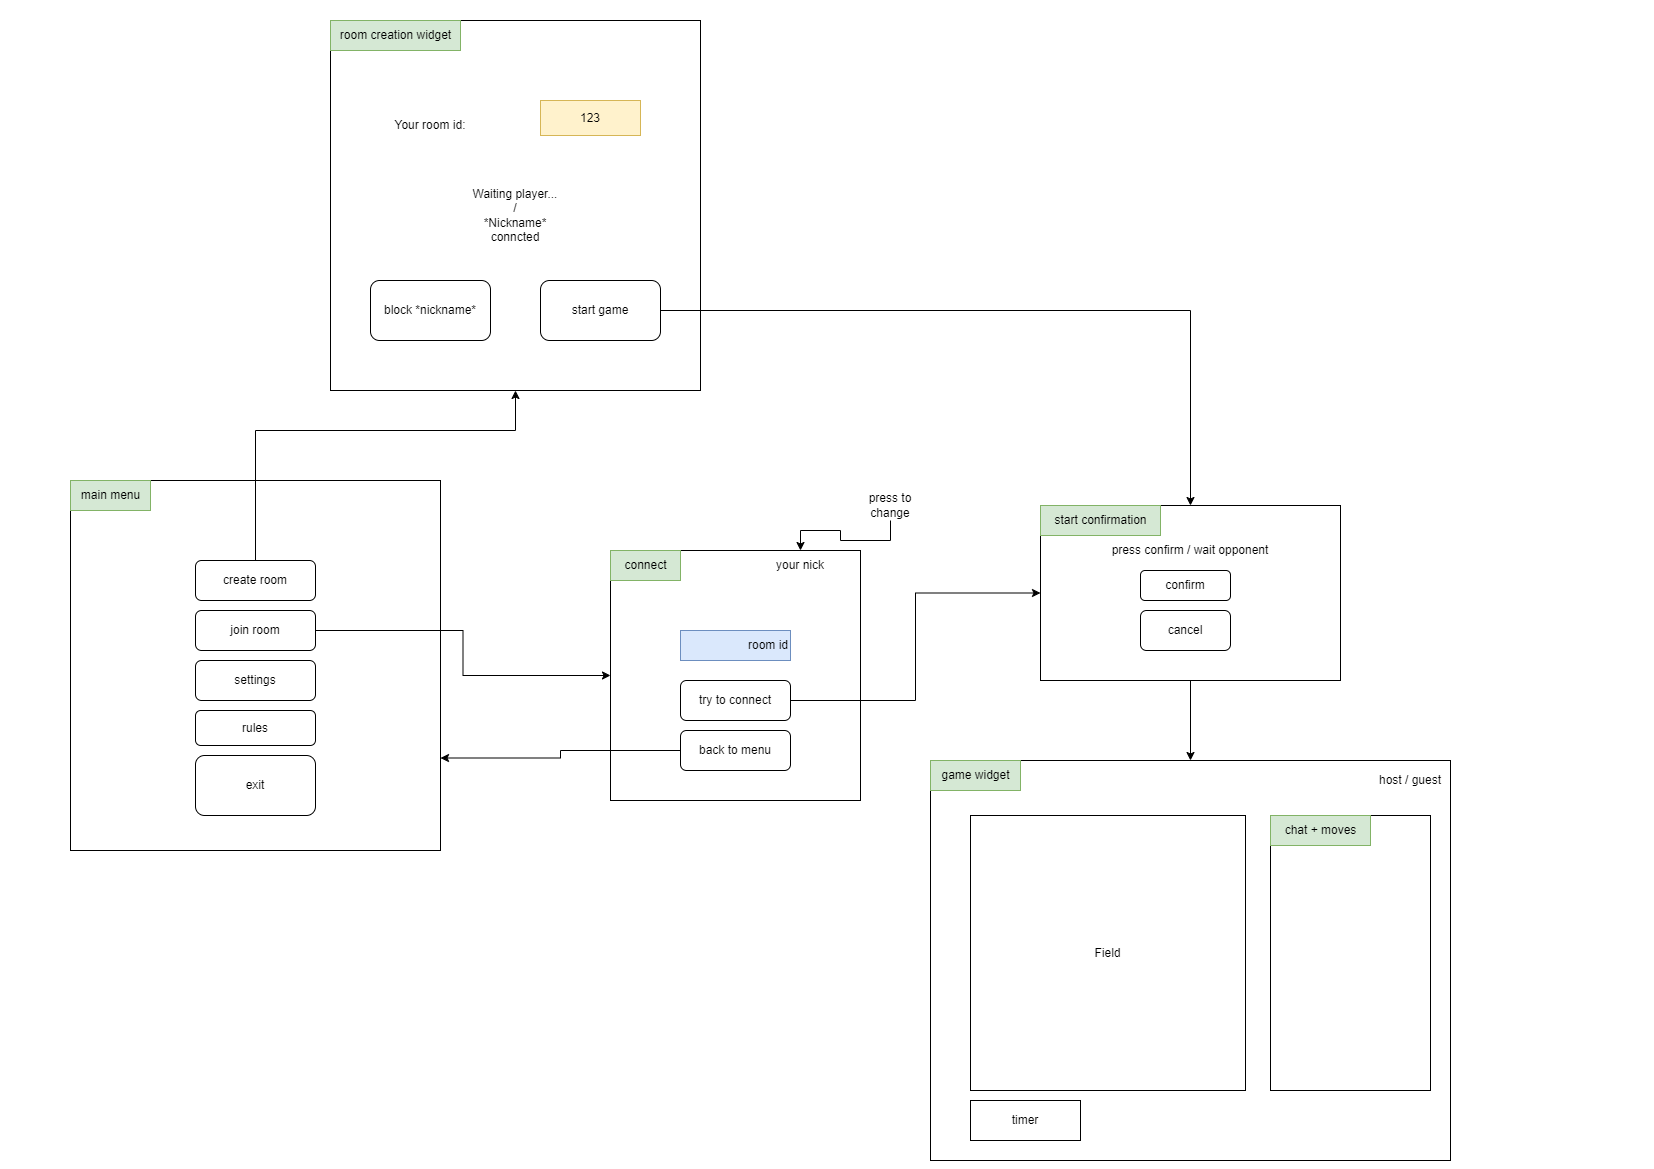 room creation widget
Your room id:
123
Waiting player...
/
*Nickname*
conncted
block *nickname*
start game
main menu
create room
join room
settings
rules
exit
press to
change
connect
your nick
room id
try to connect
back to menu
start confirmation
press confirm / wait opponent
confirm
cancel
game widget
host / guest
chat + moves
Field
timer